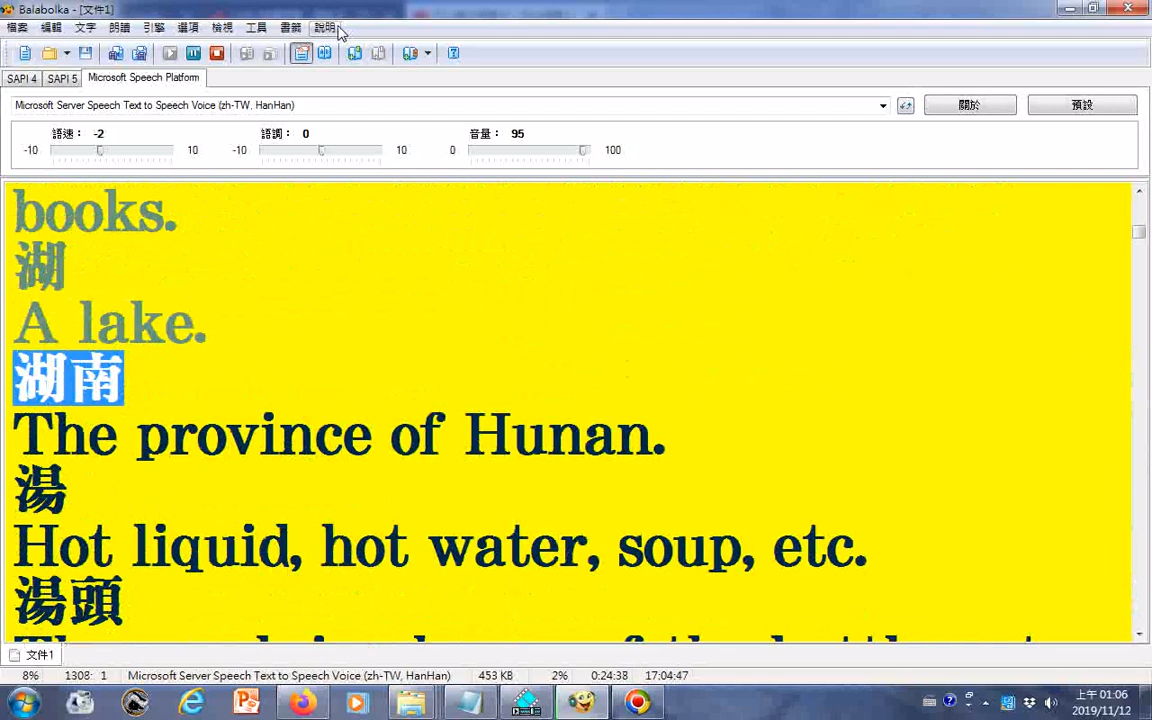 Balabolka - [文件1]
檔案 編輯 文字 朗讀 引擎 選項 檢視 工具 書籤 說明
SAPI 4 SAPI 5 Microsoft Speech Platform
Microsoft Server Speech Text to Speech Voice (zh-TW, HanHan) 關於 預設
語速： -2 語調： 0 音量： 95
-10 10 -10 10 0 100
books.
湖
A lake.
湖南
The province of Hunan.
湯
Hot liquid, hot water, soup, etc.
湯頭
文件1
8% 1308: 1 Microsoft Server Speech Text to Speech Voice (zh-TW, HanHan) 453 KB 2% 0:24:38 17:04:47
上午 01:06
2019/11/12